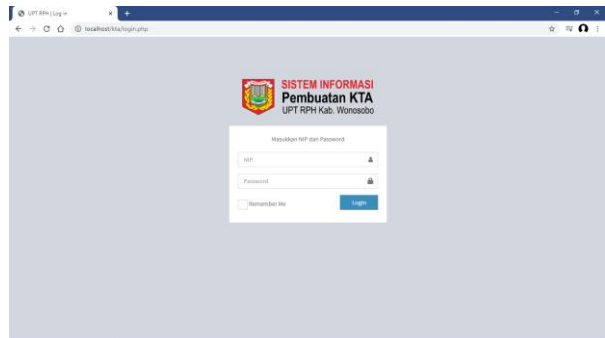 UPT RPH | Log in
localhost/kta/login.php
SISTEM INFORMASI
Pembuatan KTA
UPT RPH Kab. Wonosobo
Masukkan NIP dan Password
NIP
Password
Remember Me
Login